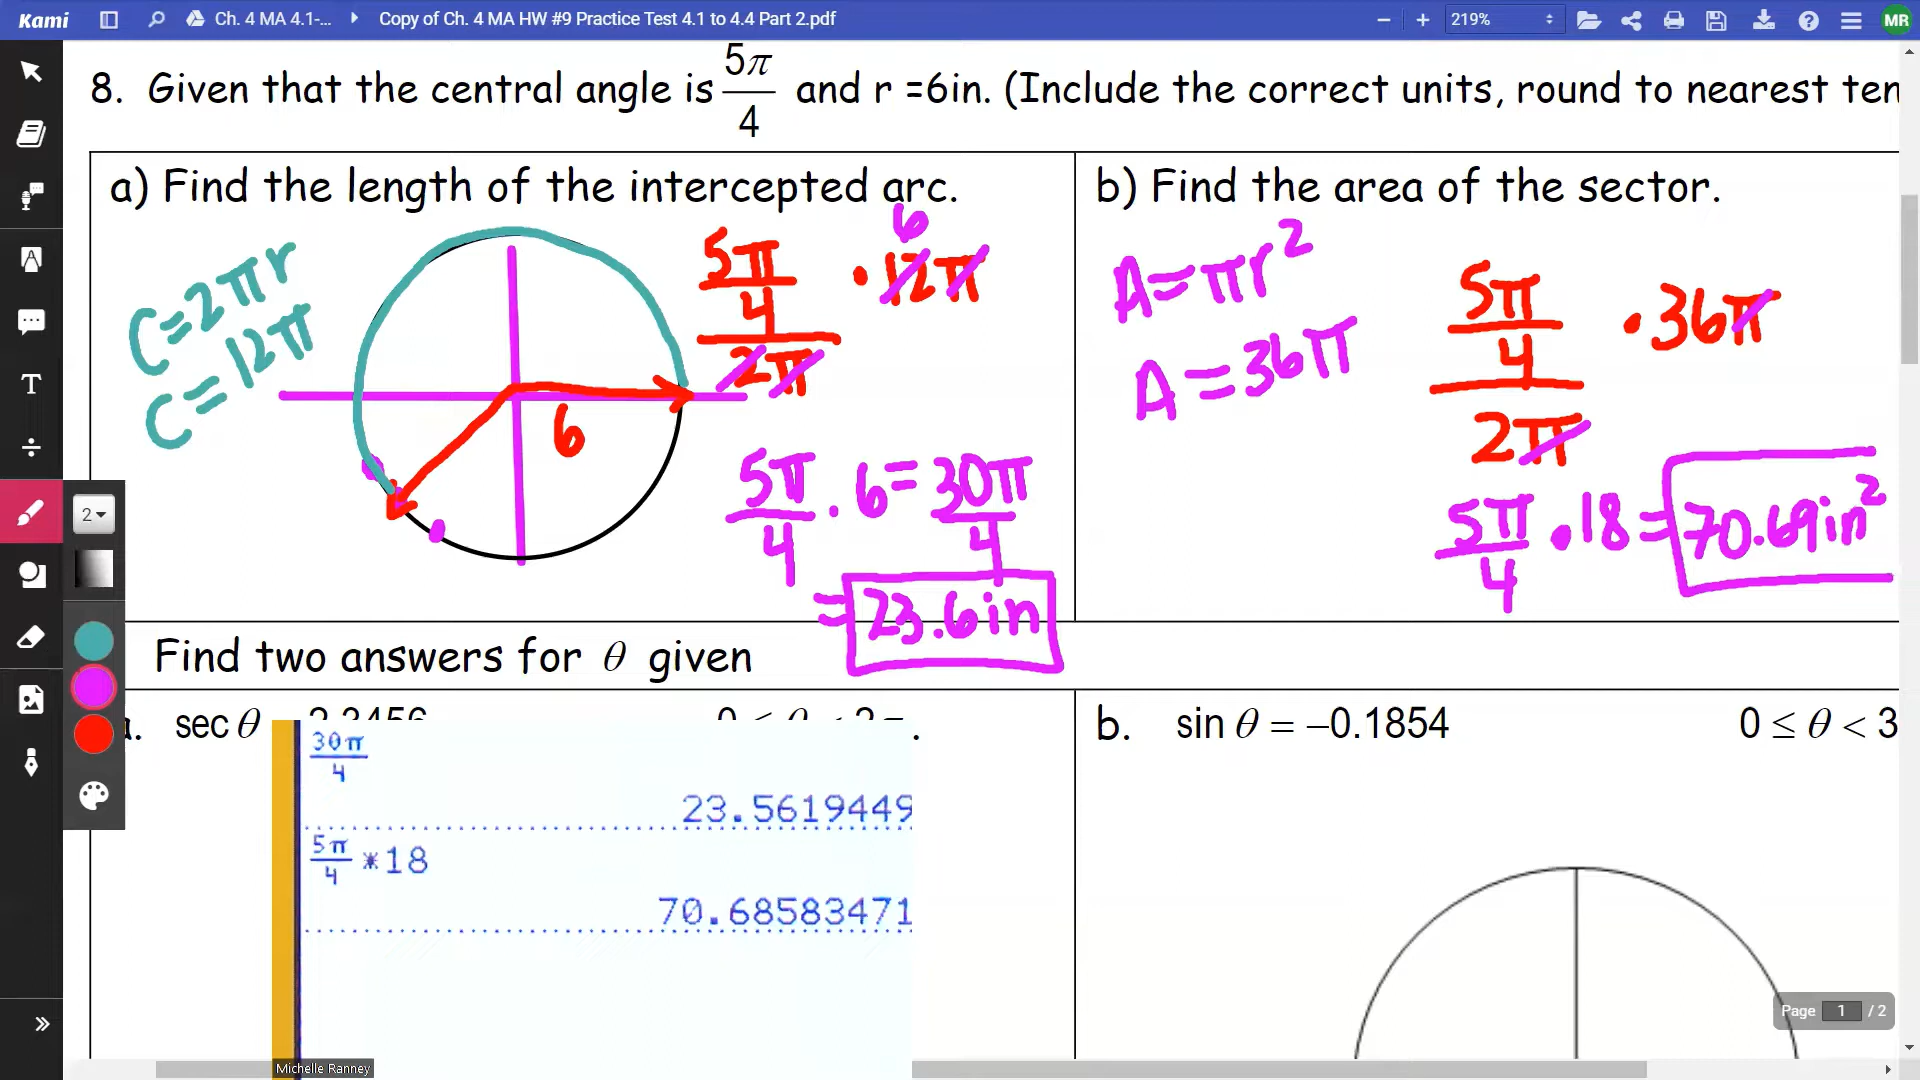 Kami
Ch. 4 MA 4.1-...
Copy of Ch. 4 MA HW #9 Practice Test 4.1 to 4.4 Part 2.pdf
219%
MR
8. Given that the central angle is 5π/4 and r =6in. (Include the correct units, round to nearest ten
a) Find the length of the intercepted arc.
C=2πr
C=12π
6
5π/4
2π
· 12π
6
5π/4 · 6 = 30π/4
= 23.6in
b) Find the area of the sector.
A=πr²
A=36π
5π/4
2π
· 36π
5π/4 · 18 = 70.69in²
Find two answers for θ given
sec θ
b. sin θ = −0.1854 0 ≤ θ < 3
30π/4
23.5619449
5π/4 *18
70.68583471
2
T
Page 1 / 2
Michelle Ranney